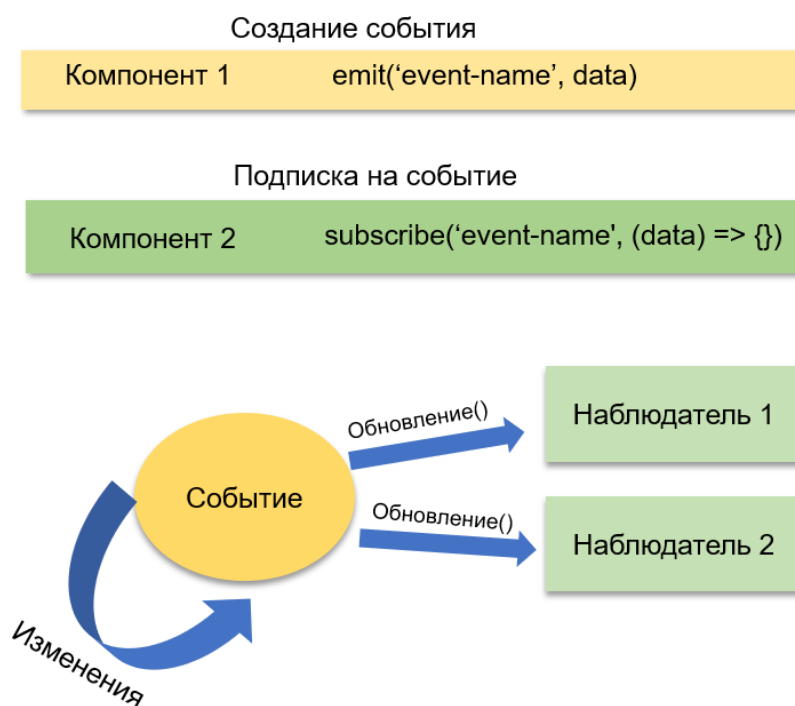 Создание события
Компонент 1 emit(‘event-name’, data)
Подписка на событие
Компонент 2 subscribe(‘event-name', (data) => {})
Обновление()
Наблюдатель 1
Событие
Обновление()
Наблюдатель 2
Изменения